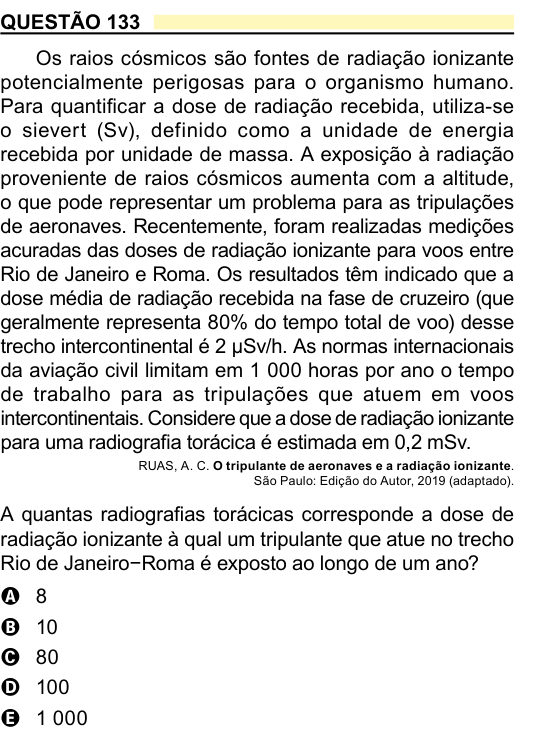 QUESTÃO 133
Os raios cósmicos são fontes de radiação ionizante
potencialmente perigosas para o organismo humano.
Para quantificar a dose de radiação recebida, utiliza-se
o sievert (Sv), definido como a unidade de energia
recebida por unidade de massa. A exposição à radiação
proveniente de raios cósmicos aumenta com a altitude,
o que pode representar um problema para as tripulações
de aeronaves. Recentemente, foram realizadas medições
acuradas das doses de radiação ionizante para voos entre
Rio de Janeiro e Roma. Os resultados têm indicado que a
dose média de radiação recebida na fase de cruzeiro (que
geralmente representa 80% do tempo total de voo) desse
trecho intercontinental é 2 µSv/h. As normas internacionais
da aviação civil limitam em 1 000 horas por ano o tempo
de trabalho para as tripulações que atuem em voos
intercontinentais. Considere que a dose de radiação ionizante
para uma radiografia torácica é estimada em 0,2 mSv.
RUAS, A. C. O tripulante de aeronaves e a radiação ionizante.
São Paulo: Edição do Autor, 2019 (adaptado).
A quantas radiografias torácicas corresponde a dose de
radiação ionizante à qual um tripulante que atue no trecho
Rio de Janeiro−Roma é exposto ao longo de um ano?
A 8
B 10
C 80
D 100
E 1 000